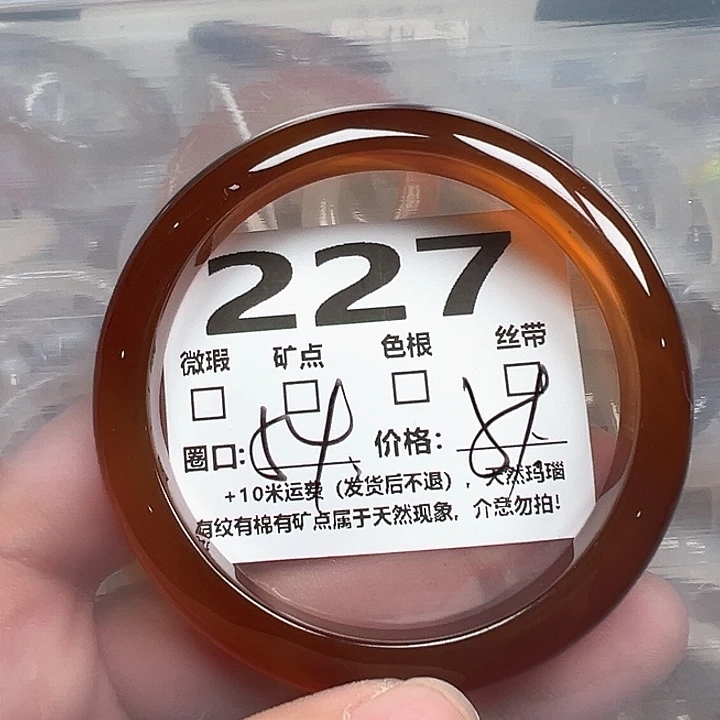 227
微瑕 矿点 色根 丝带
圈口: 价格:
+10米运费（发货后不退），天然玛瑙
有纹有棉有矿点属于天然现象，介意勿拍！